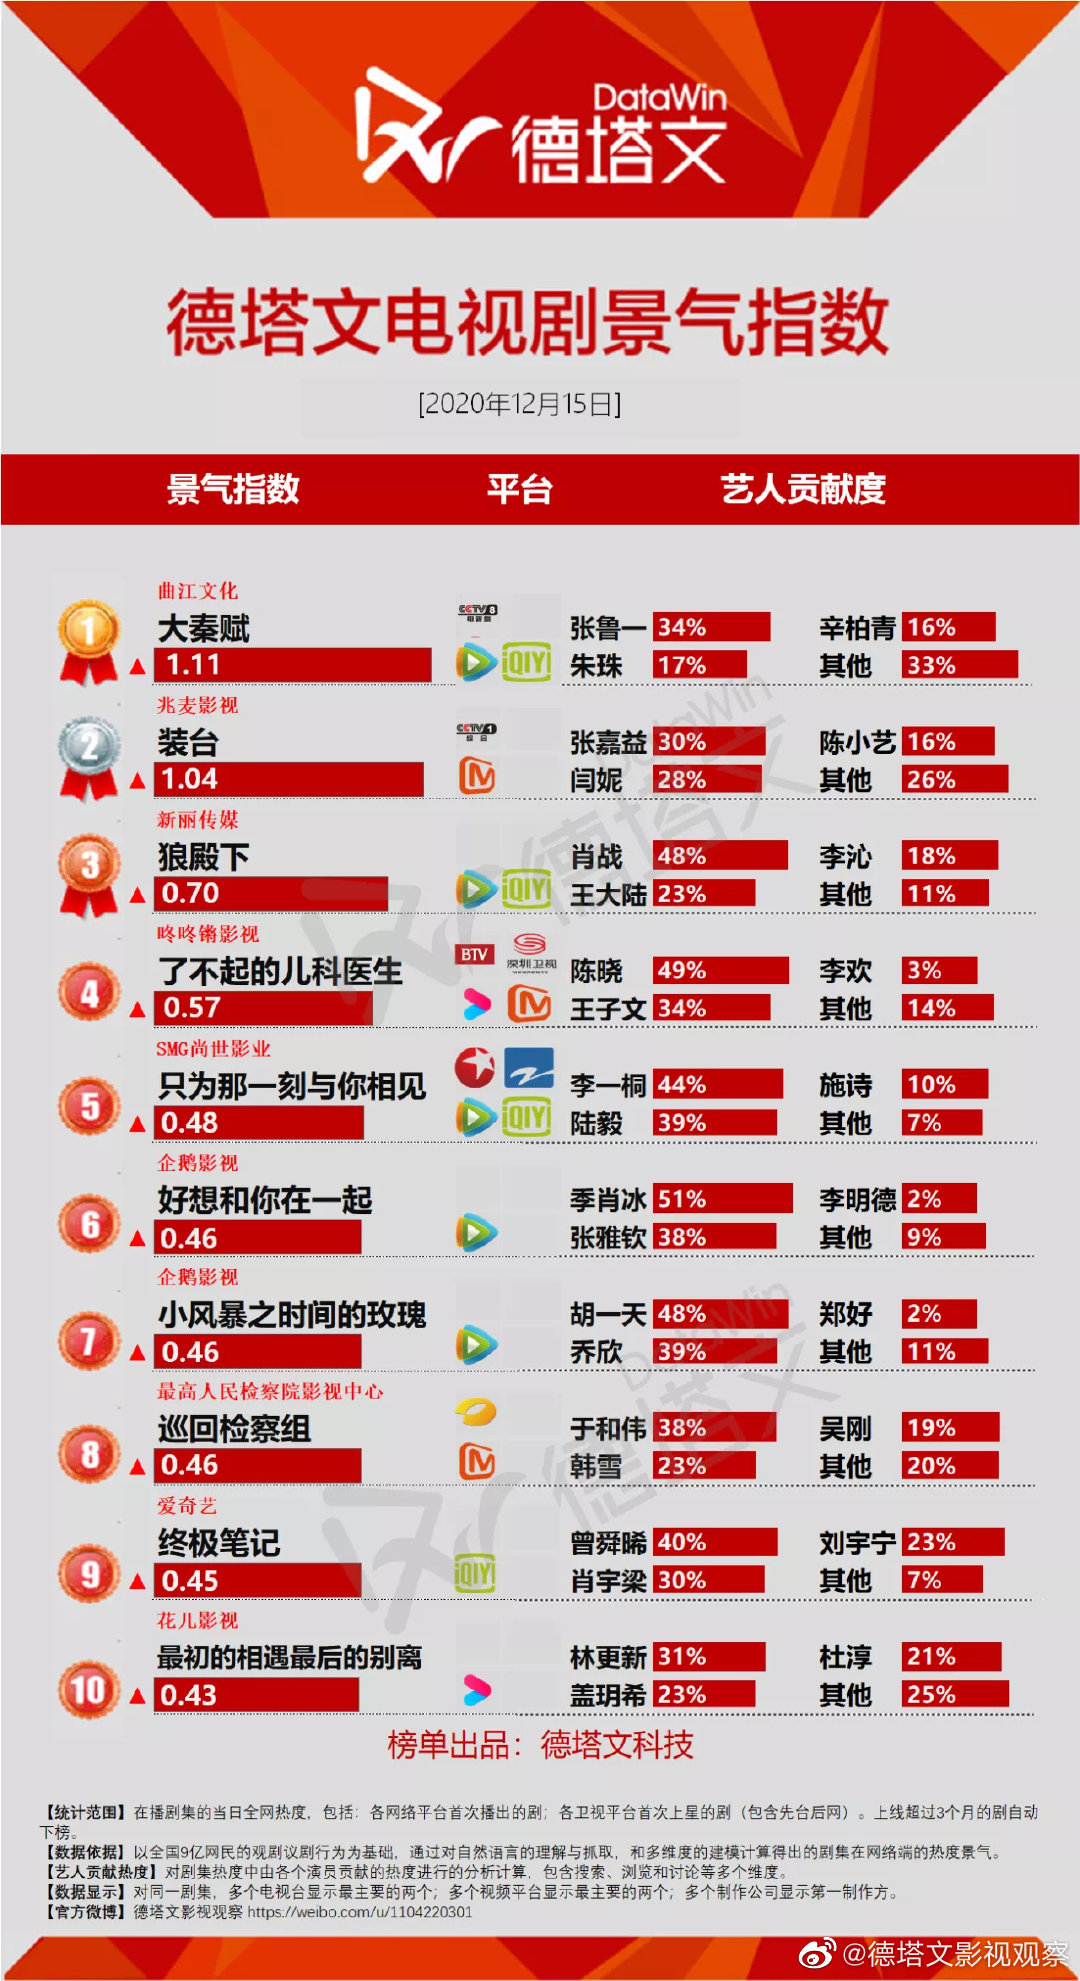 DataWin
德塔文
德塔文电视剧景气指数
[2020年12月15日]
景气指数 平台 艺人贡献度
曲江文化
1 大秦赋 CCTV 8 电视剧 张鲁一 34% 辛柏青 16%
▲ 1.11 iQIYI 朱珠 17% 其他 33%
兆麦影视
2 装台 CCTV 1 综合 张嘉益 30% 陈小艺 16%
▲ 1.04 闫妮 28% 其他 26%
新丽传媒
3 狼殿下 肖战 48% 李沁 18%
▲ 0.70 iQIYI 王大陆 23% 其他 11%
咚咚锵影视
4 了不起的儿科医生 BTV 深圳卫视 陈晓 49% 李欢 3%
▲ 0.57 王子文 34% 其他 14%
SMG尚世影业
5 只为那一刻与你相见 李一桐 44% 施诗 10%
▲ 0.48 iQIYI 陆毅 39% 其他 7%
企鹅影视
6 好想和你在一起 季肖冰 51% 李明德 2%
▲ 0.46 张雅钦 38% 其他 9%
企鹅影视
7 小风暴之时间的玫瑰 胡一天 48% 郑好 2%
▲ 0.46 乔欣 39% 其他 11%
最高人民检察院影视中心
8 巡回检察组 于和伟 38% 吴刚 19%
▲ 0.46 韩雪 23% 其他 20%
爱奇艺
9 终极笔记 曾舜晞 40% 刘宇宁 23%
▲ 0.45 iQIYI 肖宇梁 30% 其他 7%
花儿影视
10 最初的相遇最后的别离 林更新 31% 杜淳 21%
▲ 0.43 盖玥希 23% 其他 25%
榜单出品：德塔文科技
【统计范围】在播剧集的当日全网热度，包括：各网络平台首次播出的剧；各卫视平台首次上星的剧（包含先台后网）。上线超过3个月的剧自动
下榜。
【数据依据】以全国9亿网民的观剧议剧行为为基础，通过对自然语言的理解与抓取，和多维度的建模计算得出的剧集在网络端的热度景气。
【艺人贡献热度】对剧集热度中由各个演员贡献的热度进行的分析计算，包含搜索、浏览和讨论等多个维度。
【数据显示】对同一剧集，多个电视台显示最主要的两个；多个视频平台显示最主要的两个；多个制作公司显示第一制作方。
【官方微博】德塔文影视观察 https://weibo.com/u/1104220301
@德塔文影视观察